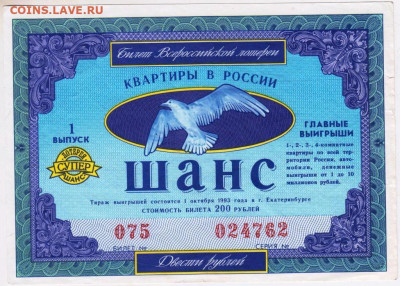 COINS.LAVE.RU
Билет Всероссийской лотереи
КВАРТИРЫ В РОССИИ
1
ВЫПУСК
ЛОТЕРЕЯ
СУПЕР
ШАНС
ГЛАВНЫЕ
ВЫИГРЫШИ
1-, 2-, 3-, 4-комнатные
квартиры по всей тер-
ритории России, авто-
мобили, денежные
выигрыши от 1 до 10
миллионов рублей.
ШАНС
Тираж выигрышей состоится 1 октября 1993 года в г. Екатеринбурге
СТОИМОСТЬ БИЛЕТА 200 РУБЛЕЙ
075 024762
БИЛЕТ № СЕРИЯ №
Двести рублей